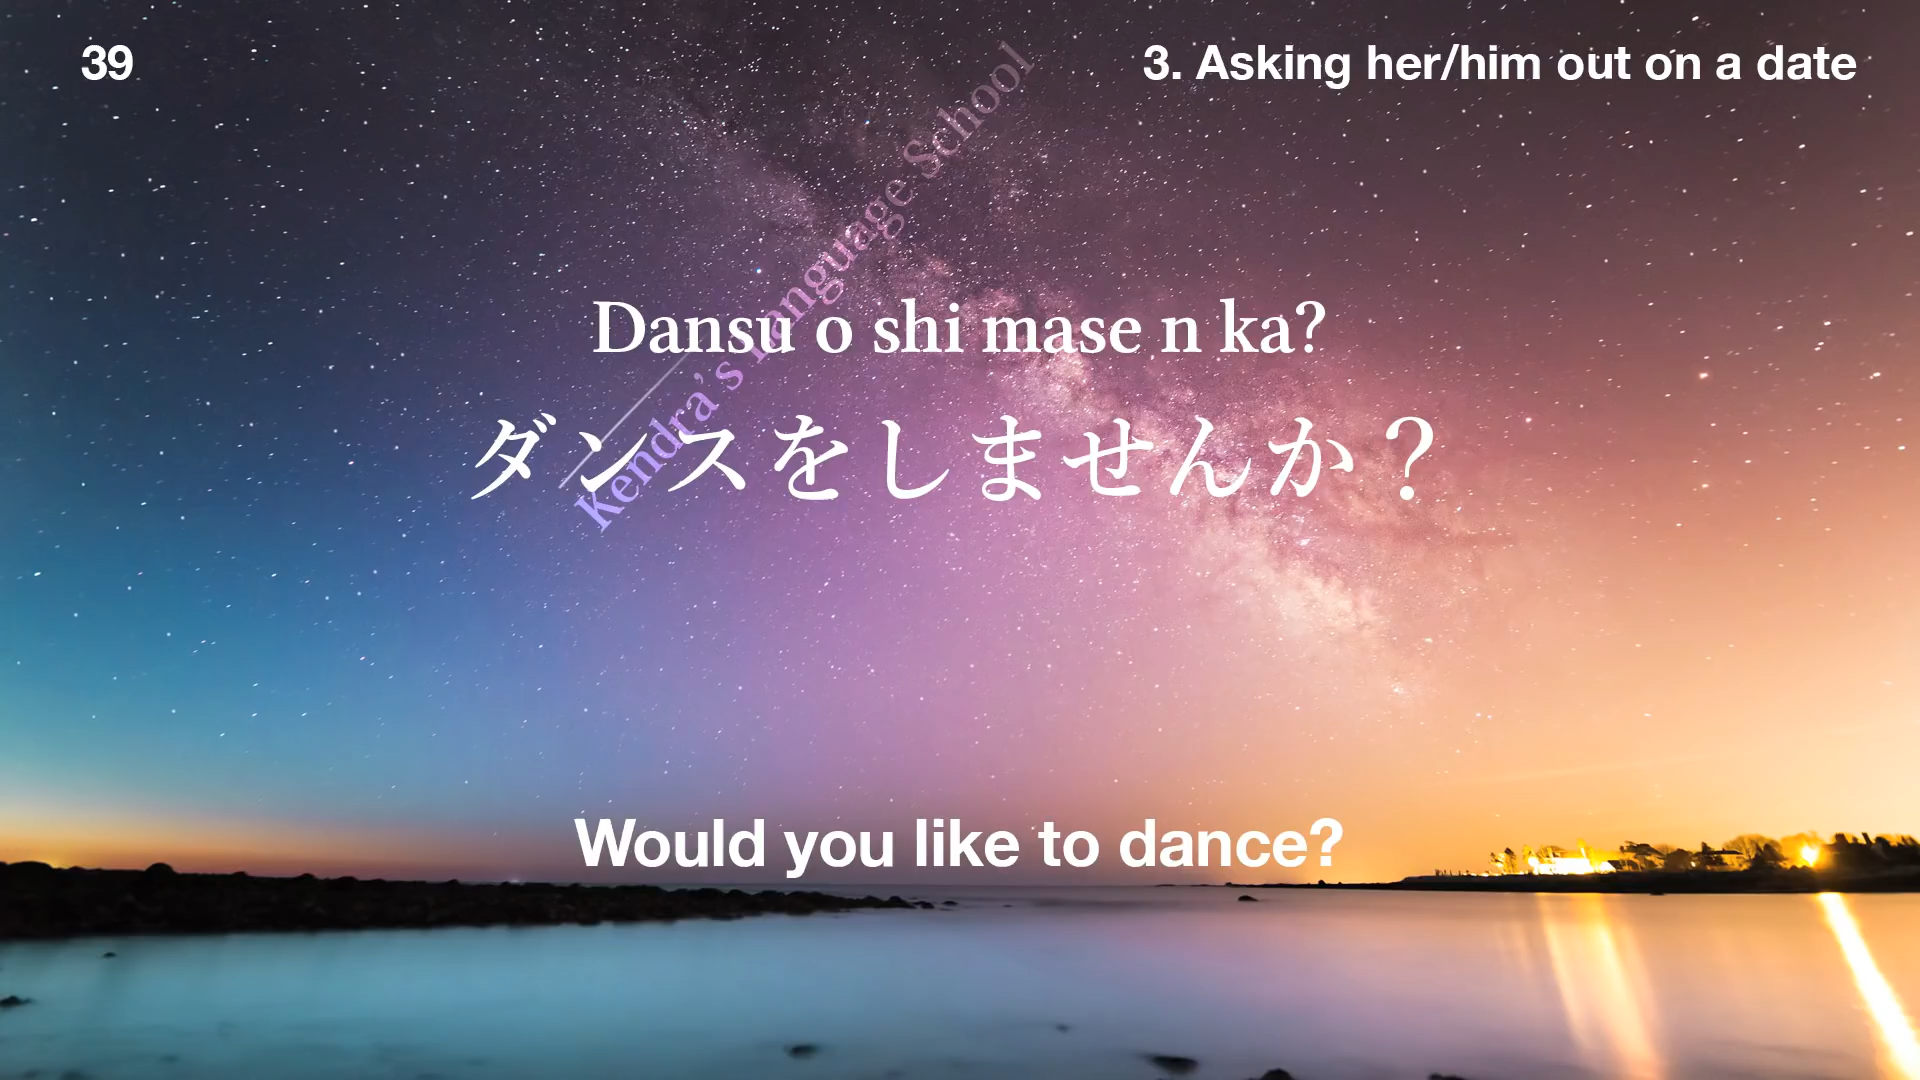 39
3. Asking her/him out on a date
Kendra's Language School
Dansu o shi mase n ka?
ダンスをしませんか？
Would you like to dance?